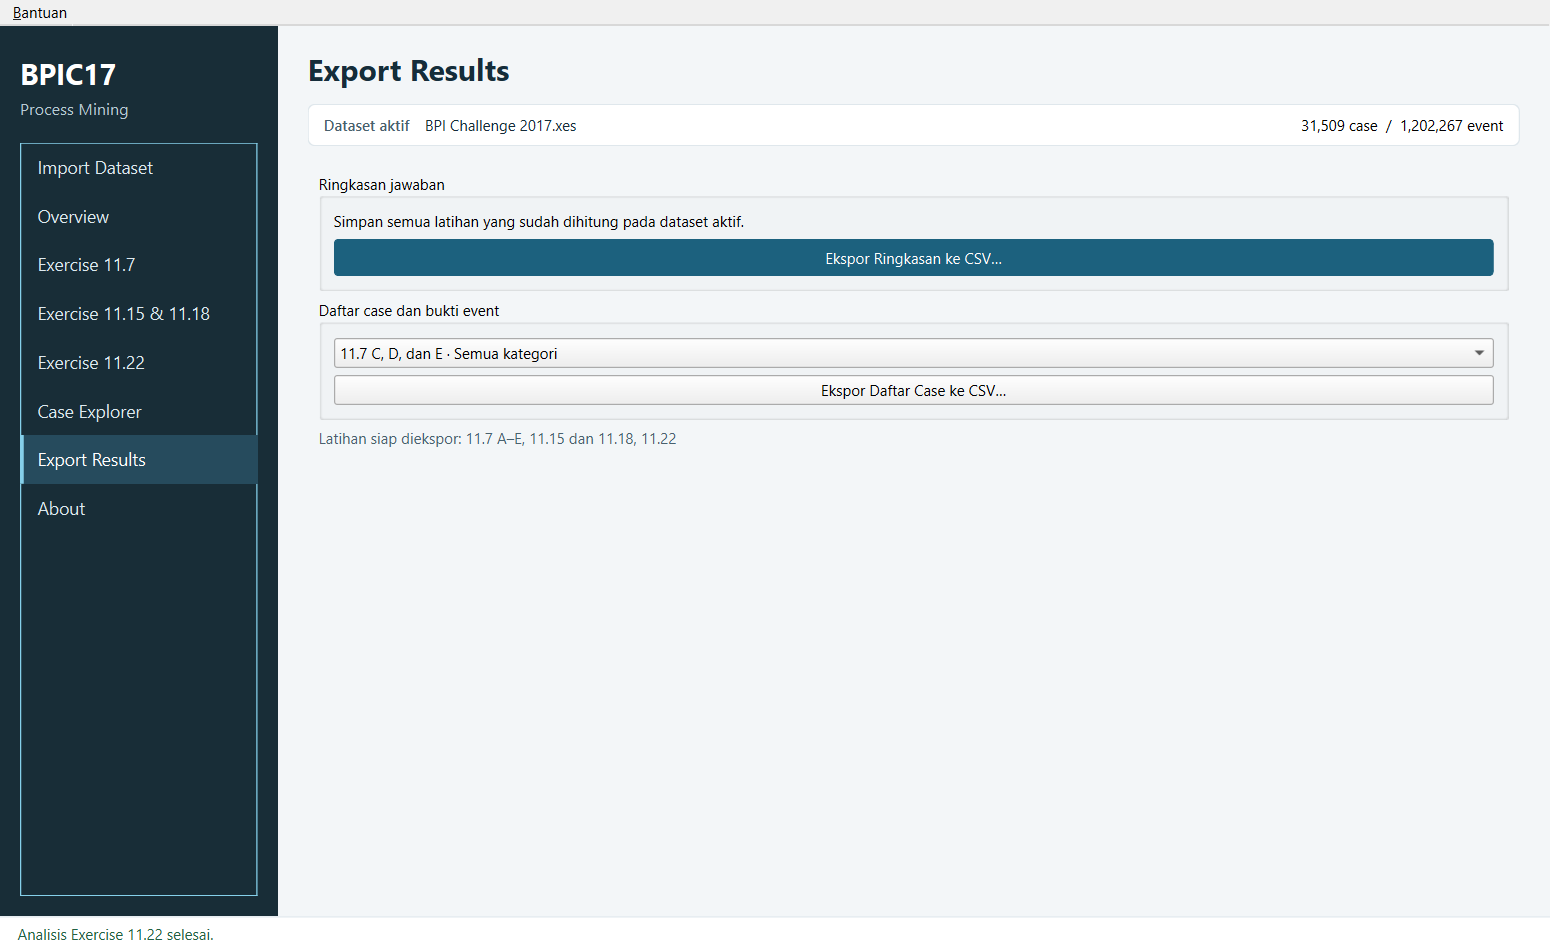 Bantuan
BPIC17
Process Mining
Import Dataset
Overview
Exercise 11.7
Exercise 11.15 & 11.18
Exercise 11.22
Case Explorer
Export Results
About
Export Results
Dataset aktif BPI Challenge 2017.xes 31,509 case / 1,202,267 event
Ringkasan jawaban
Simpan semua latihan yang sudah dihitung pada dataset aktif.
Ekspor Ringkasan ke CSV...
Daftar case dan bukti event
11.7 C, D, dan E · Semua kategori
Ekspor Daftar Case ke CSV...
Latihan siap diekspor: 11.7 A–E, 11.15 dan 11.18, 11.22
Analisis Exercise 11.22 selesai.